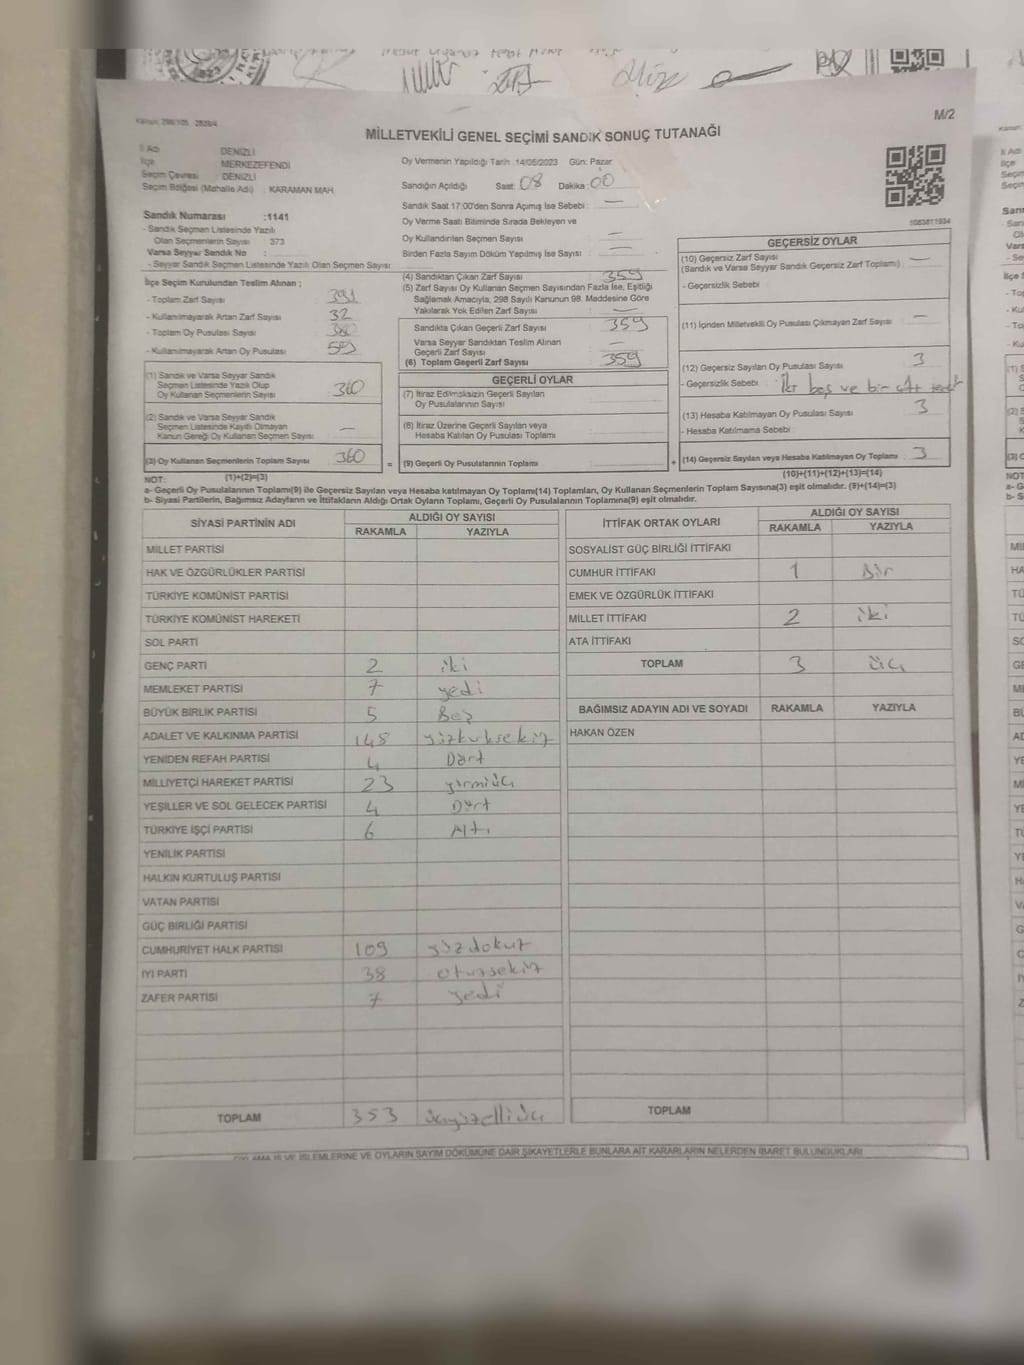 M/2
MİLLETVEKİLİ GENEL SEÇİMİ SANDIK SONUÇ TUTANAĞI
İl Adı : DENİZLİ
İlçe : MERKEZEFENDİ
Seçim Çevresi : DENİZLİ
Seçim Bölgesi (Mahalle Adı) : KARAMAN MAH.
Sandık Numarası :1141
- Sandık Seçmen Listesinde Yazılı
Olan Seçmenlerin Sayısı : 373
Varsa Seyyar Sandık No :
- Seyyar Sandık Seçmen Listesinde Yazılı Olan Seçmen Sayısı :
İlçe Seçim Kurulundan Teslim Alınan ;
- Toplam Zarf Sayısı : 391
- Kullanılmayarak Artan Zarf Sayısı : 32
- Toplam Oy Pusulası Sayısı :
- Kullanılmayarak Artan Oy Pusulası :
(1) Sandık ve Varsa Seyyar Sandık
Seçmen Listesinde Yazılı Olup
Oy Kullanan Seçmenlerin Sayısı : 360
(2) Sandık ve Varsa Seyyar Sandık
Seçmen Listesinde Kayıtlı Olmayan
Kanun Gereği Oy Kullanan Seçmen Sayısı : —
(3) Oy Kullanan Seçmenlerin Toplam Sayısı : 360
Oy Vermenin Yapıldığı Tarih : 14/05/2023 Gün: Pazar
Sandığın Açıldığı Saat: 08 Dakika : 00
Sandık Saat 17:00'den Sonra Açımış İse Sebebi : —
Oy Verme Saati Bitiminde Sırada Bekleyen ve
Oy Kullandırılan Seçmen Sayısı : —
Birden Fazla Sayım Döküm Yapılmış İse Sayısı : —
(4) Sandıktan Çıkan Zarf Sayısı : 359
(5) Zarf Sayısı Oy Kullanan Seçmen Sayısından Fazla İse, Eşitliği
Sağlamak Amacıyla, 298 Sayılı Kanunun 98. Maddesine Göre
Yakılarak Yok Edilen Zarf Sayısı : —
Sandıkta Çıkan Geçerli Zarf Sayısı : 359
Varsa Seyyar Sandıktan Teslim Alınan
Geçerli Zarf Sayısı : —
(6) Toplam Geçerli Zarf Sayısı : 359
GEÇERLİ OYLAR
(7) İtiraz Edilmeksizin Geçerli Sayılan
Oy Pusulalarının Sayısı :
(8) İtiraz Üzerine Geçerli Sayılan veya
Hesaba Katılan Oy Pusulası Toplamı :
= (9) Geçerli Oy Pusulalarının Toplamı :
1083811934
GEÇERSİZ OYLAR
(10) Geçersiz Zarf Sayısı
(Sandık ve Varsa Seyyar Sandık Geçersiz Zarf Toplamı) : —
- Geçersizlik Sebebi :
(11) İçinden Milletvekili Oy Pusulası Çıkmayan Zarf Sayısı : —
(12) Geçersiz Sayılan Oy Pusulası Sayısı : 3
- Geçersizlik Sebebi : iki boş ve bir çift
(13) Hesaba Katılmayan Oy Pusulası Sayısı : 3
- Hesaba Katılmama Sebebi :
+ (14) Geçersiz Sayılan veya Hesaba Katılmayan Oy Toplamı : 3
NOT: (1)+(2)=(3) (10)+(11)+(12)+(13)=(14)
a- Geçerli Oy Pusulalarının Toplamı(9) ile Geçersiz Sayılan veya Hesaba katılmayan Oy Toplamı(14) Toplamları, Oy Kullanan Seçmenlerin Toplam Sayısına(3) eşit olmalıdır. (9)+(14)=(3)
b- Siyasi Partilerin, Bağımsız Adayların ve İttifakların Aldığı Ortak Oyların Toplamı, Geçerli Oy Pusulalarının Toplamına(9) eşit olmalıdır.
SİYASİ PARTİNİN ADI ALDIĞI OY SAYISI
RAKAMLA YAZIYLA
MİLLET PARTİSİ
HAK VE ÖZGÜRLÜKLER PARTİSİ
TÜRKİYE KOMÜNİST PARTİSİ
TÜRKİYE KOMÜNİST HAREKETİ
SOL PARTİ
GENÇ PARTİ 2 iki
MEMLEKET PARTİSİ 7 yedi
BÜYÜK BİRLİK PARTİSİ 5 Beş
ADALET VE KALKINMA PARTİSİ 148 yüzkırksekiz
YENİDEN REFAH PARTİSİ 4 Dört
MİLLİYETÇİ HAREKET PARTİSİ 23 yirmiüç
YEŞİLLER VE SOL GELECEK PARTİSİ 4 Dört
TÜRKİYE İŞÇİ PARTİSİ 6 Altı
YENİLİK PARTİSİ
HALKIN KURTULUŞ PARTİSİ
VATAN PARTİSİ
GÜÇ BİRLİĞİ PARTİSİ
CUMHURİYET HALK PARTİSİ 109 yüzdokuz
İYİ PARTİ 38 otuzsekiz
ZAFER PARTİSİ 7 yedi
TOPLAM 353 üçyüzelliüç
İTTİFAK ORTAK OYLARI ALDIĞI OY SAYISI
RAKAMLA YAZIYLA
SOSYALİST GÜÇ BİRLİĞİ İTTİFAKI
CUMHUR İTTİFAKI 1 Bir
EMEK VE ÖZGÜRLÜK İTTİFAKI
MİLLET İTTİFAKI 2 iki
ATA İTTİFAKI
TOPLAM 3 üç
BAĞIMSIZ ADAYIN ADI VE SOYADI RAKAMLA YAZIYLA
HAKAN ÖZEN
TOPLAM
İŞ VE İŞLEMLERİNE VE OYLARIN SAYIM DÖKÜMÜNE DAİR ŞİKAYETLERLE BUNLARA AİT KARARLARIN NELERDEN İBARET BULUNDUKLARI